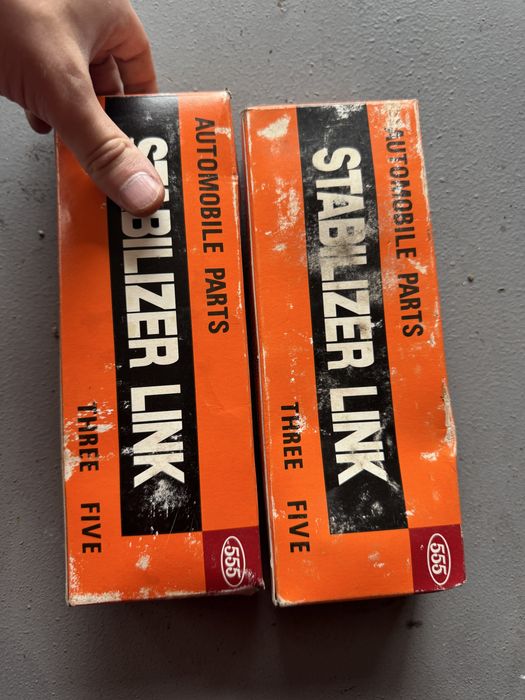 AUTOMOBILE PARTS
STABILIZER LINK
THREE FIVE
555
AUTOMOBILE PARTS
STABILIZER LINK
THREE FIVE
555